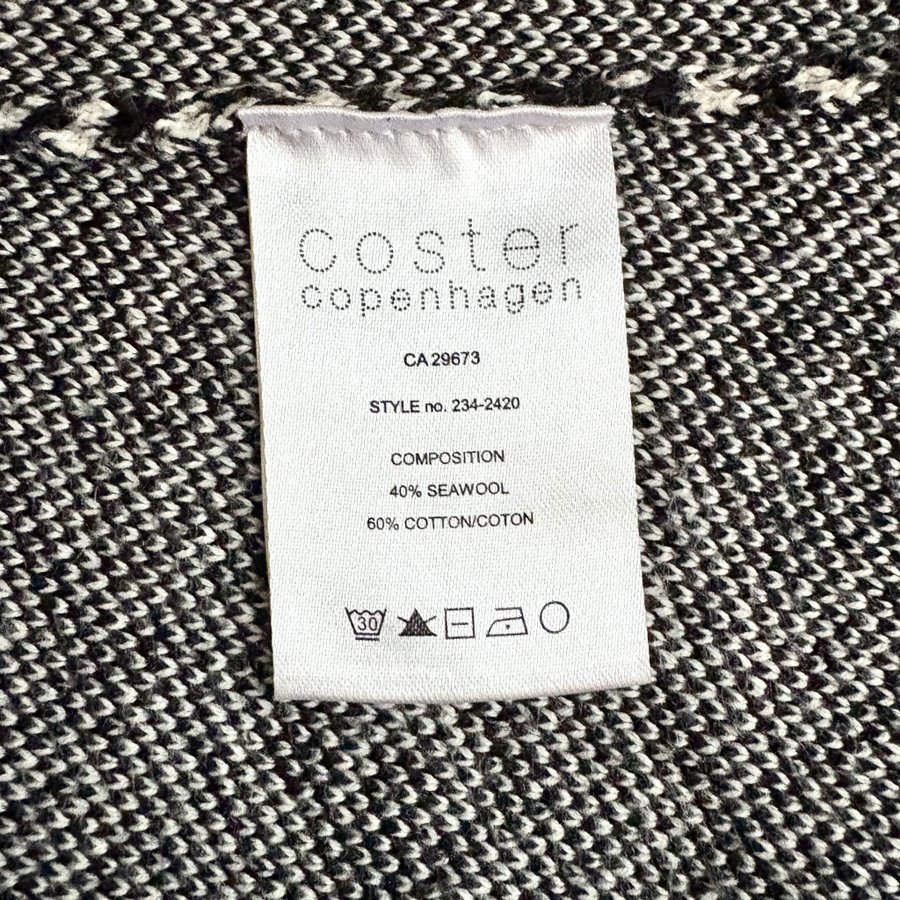 coster
copenhagen
CA 29673
STYLE no. 234-2420
COMPOSITION
40% SEAWOOL
60% COTTON/COTON
30